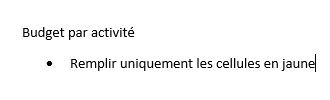 Budget par activité
• Remplir uniquement les cellules en jaune